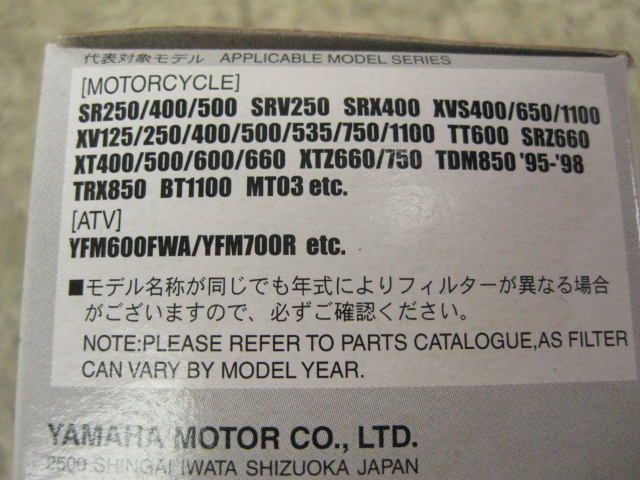 代表対象モデル APPLICABLE MODEL SERIES
[MOTORCYCLE]
SR250/400/500 SRV250 SRX400 XVS400/650/1100
XV125/250/400/500/535/750/1100 TT600 SRZ660
XT400/500/600/660 XTZ660/750 TDM850 '95-'98
TRX850 BT1100 MT03 etc.
[ATV]
YFM600FWA/YFM700R etc.
■モデル名称が同じでも年式によりフィルターが異なる場合
がございますので、必ずご確認ください。
NOTE:PLEASE REFER TO PARTS CATALOGUE,AS FILTER
CAN VARY BY MODEL YEAR.
YAMAHA MOTOR CO., LTD.
2500 SHINGAI IWATA SHIZUOKA JAPAN